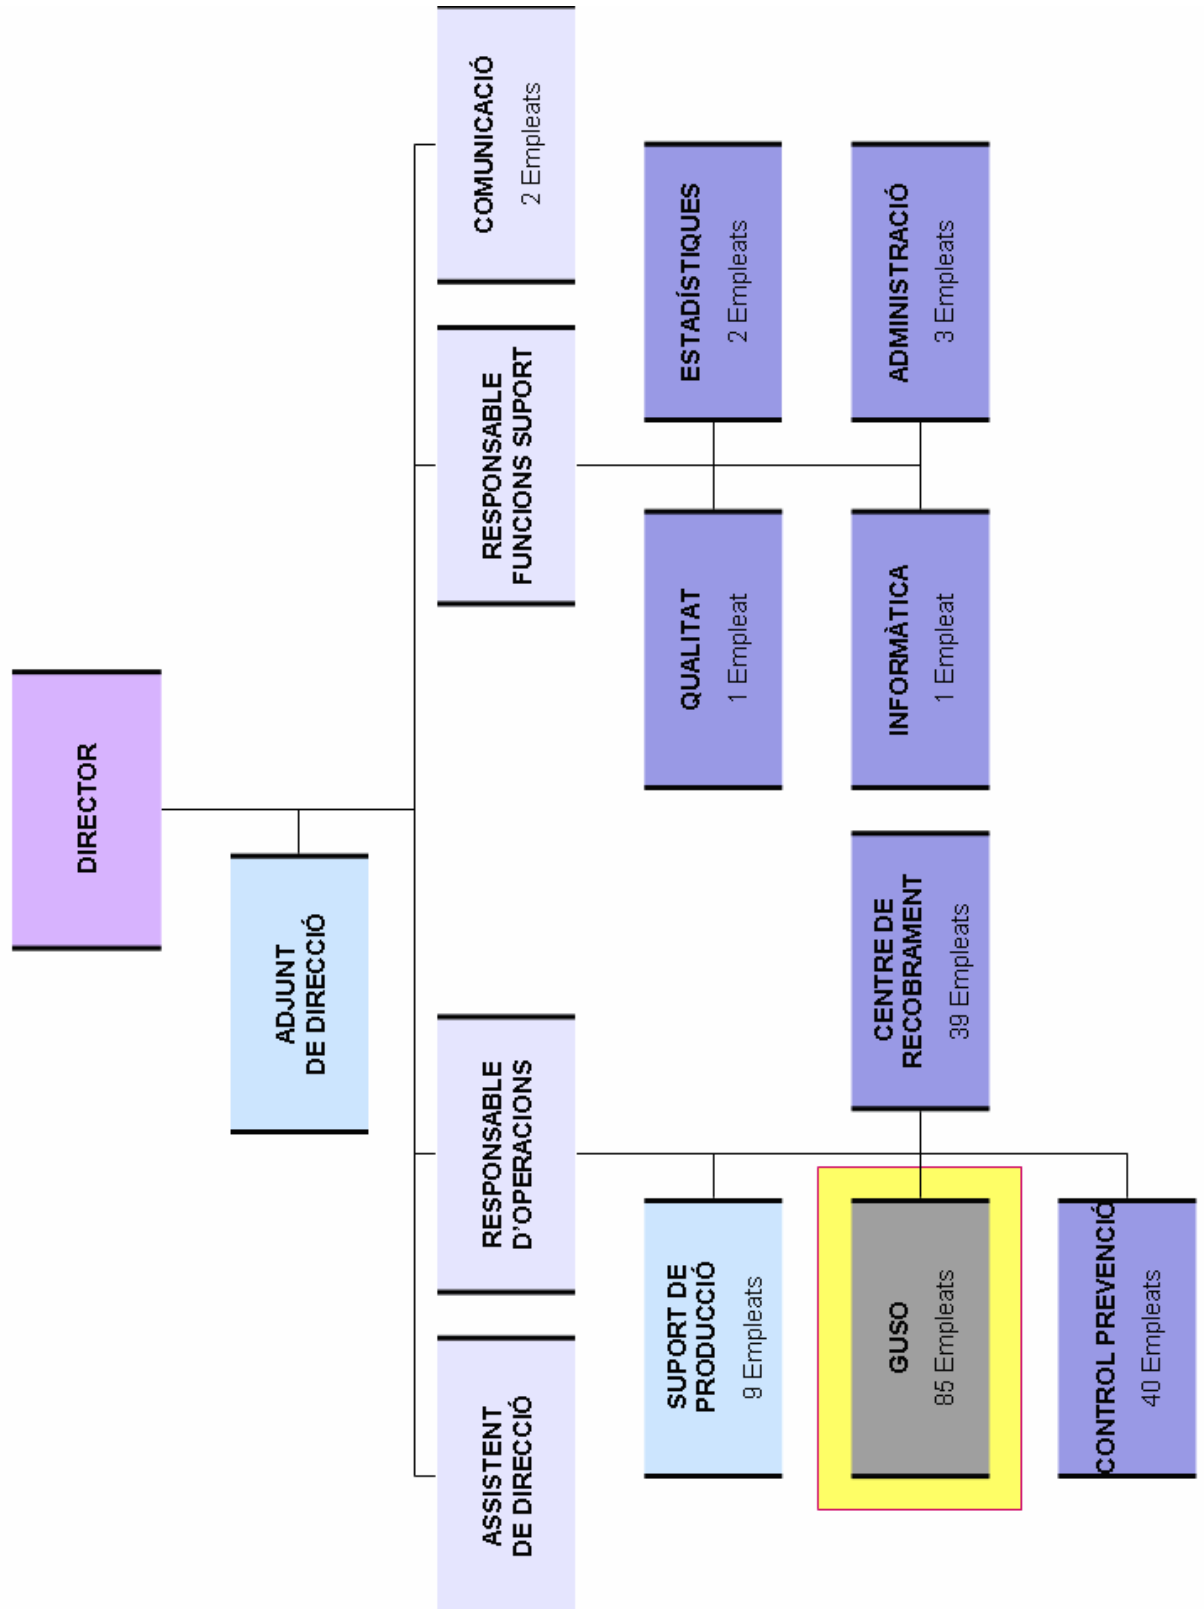 DIRECTOR
ADJUNT
DE DIRECCIÓ
ASSISTENT
DE DIRECCIÓ
RESPONSABLE
D'OPERACIONS
RESPONSABLE
FUNCIONS SUPORT
COMUNICACIÓ
2 Empleats
SUPORT DE
PRODUCCIÓ
9 Empleats
QUALITAT
1 Empleat
ESTADÍSTIQUES
2 Empleats
GUSO
85 Empleats
CENTRE DE
RECOBRAMENT
39 Empleats
INFORMÀTICA
1 Empleat
ADMINISTRACIÓ
3 Empleats
CONTROL PREVENCIÓ
40 Empleats